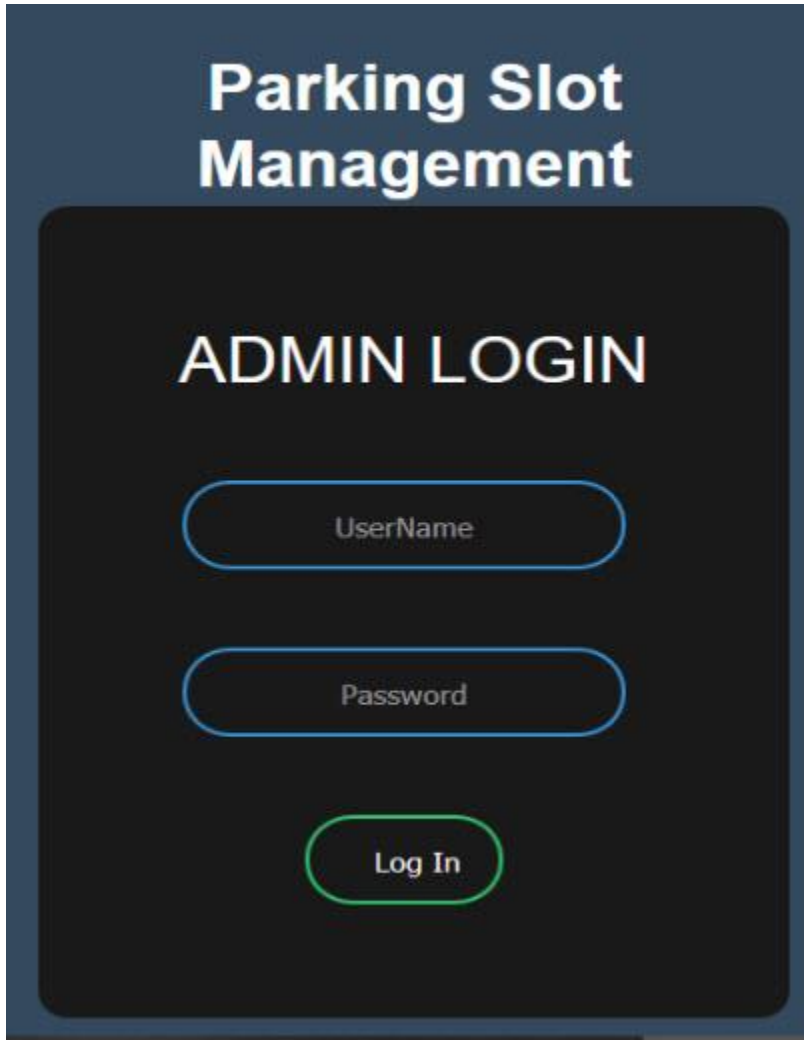 Parking Slot
Management
ADMIN LOGIN
UserName
Password
Log In